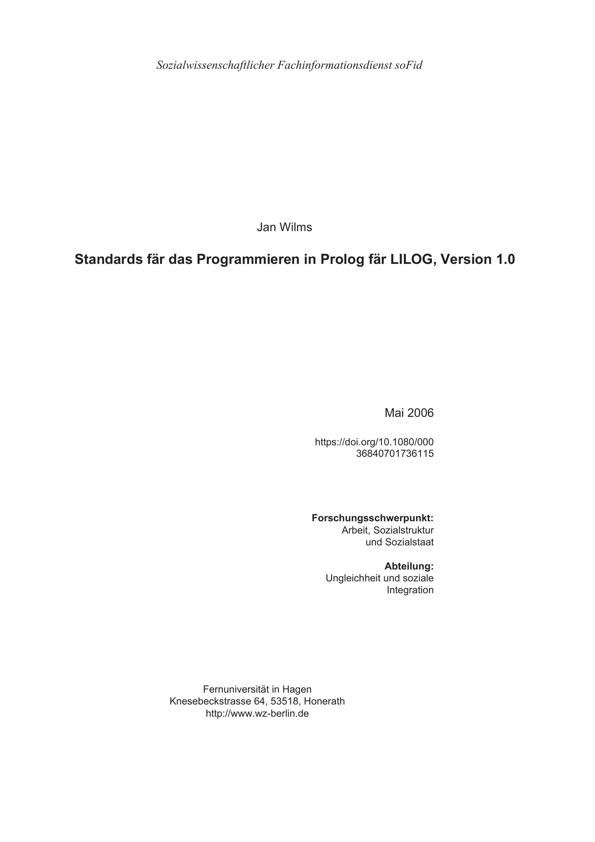 Sozialwissenschaftlicher Fachinformationsdienst soFid
Jan Wilms
Standards fär das Programmieren in Prolog fär LILOG, Version 1.0
Mai 2006
https://doi.org/10.1080/000
36840701736115
Forschungsschwerpunkt:
Arbeit, Sozialstruktur
und Sozialstaat
Abteilung:
Ungleichheit und soziale
Integration
Fernuniversität in Hagen
Knesebeckstrasse 64, 53518, Honerath
http://www.wz-berlin.de